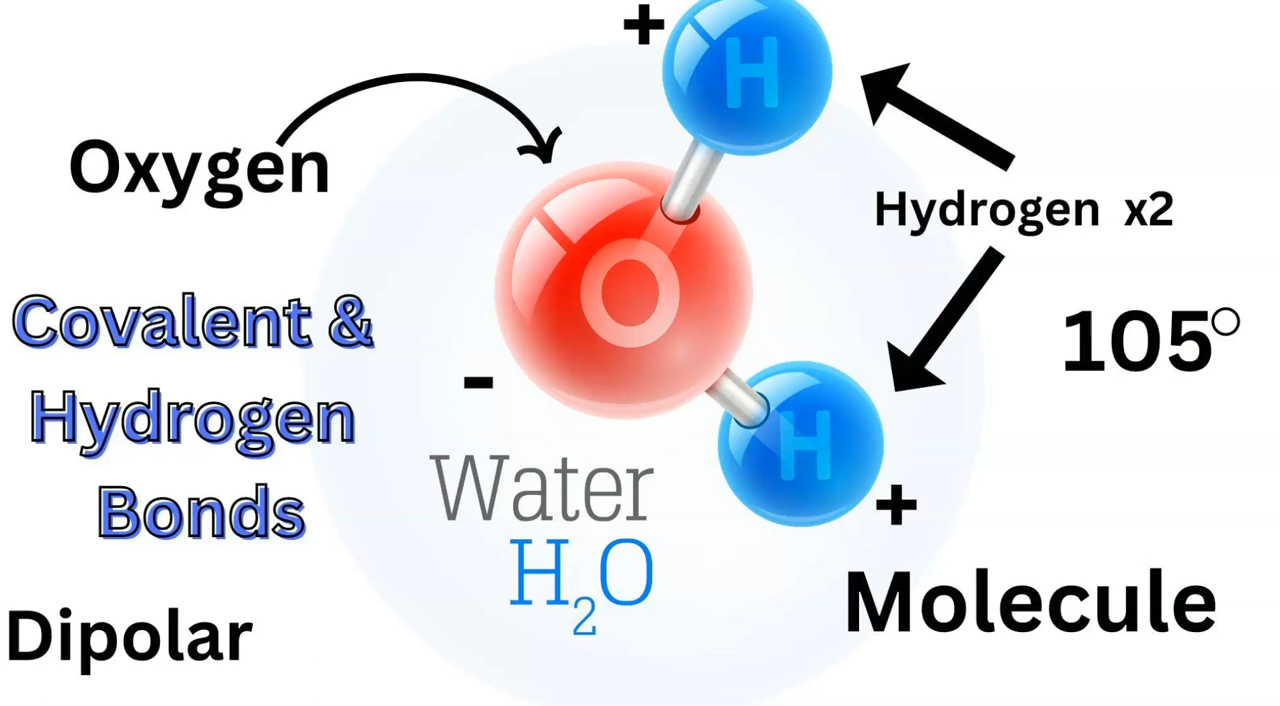 +
H
Oxygen
Hydrogen x2
O
105°
Covalent &
Hydrogen
Bonds
-
H
Water
H₂O
+
Molecule
Dipolar